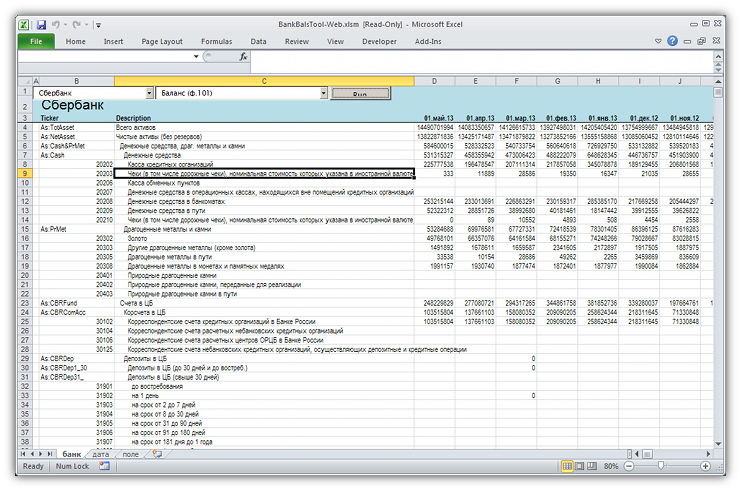 BankBalsTool-Web.xlsm [Read-Only] - Microsoft Excel
File Home Insert Page Layout Formulas Data Review View Developer Add-Ins
fx
A B C D E F G H I J
1 Сбербанк Баланс (ф.101) Run
2 Сбербанк
3 Ticker Description 01.май.13 01.апр.13 01.мар.13 01.фев.13 01.янв.13 01.дек.12 01.ноя.12
4 As:TotAsset Всего активов 14490701994 14083350657 14126615733 13927498031 14205405420 13754999667 13484945818
5 As:NetAsset Чистые активы (без резервов) 13822871836 13425171487 13471879822 13273852166 13555158868 13085060452 12810114646
6 As:Cash&PrMet Денежные средства, драг. металлы и камни 584600015 528332523 540733754 560640618 726929750 533132882 539520183
7 As:Cash Денежные средства 531315327 458355942 473006423 488222079 648628345 446736757 451903900
8 20202 Касса кредитных организаций 225777538 196478547 207111314 217857058 345078878 189129455 206801568
9 20203 Чеки (в том числе дорожные чеки), номинальная стоимость которых указана в иностранной валюте 333 11889 28586 19350 16347 21035 28655
10 20206 Касса обменных пунктов
11 20207 Денежные средства в операционных кассах, находящихся вне помещений кредитных организаций
12 20208 Денежные средства в банкоматах 253215144 233013691 226863291 230159317 285385170 217669258 205444297
13 20209 Денежные средства в пути 52322312 28851726 38992680 40181461 18147442 39912555 39626822
14 20210 Чеки (в том числе дорожные чеки), номинальная стоимость которых указана в иностранной валюте 0 89 10552 4893 508 4454 2558
15 As:PrMet Драгоценные металлы и камни 53284688 69976581 67727331 72418539 78301405 86396125 87616283
16 20302 Золото 49768101 66357076 64161584 68155271 74248266 79028667 83028815
17 20303 Другие драгоценные металлы (кроме золота) 1491892 1678611 1659587 2341605 2172897 1917505 1887975
18 20305 Драгоценные металлы в пути 33538 10154 28686 49262 2265 3459869 836609
19 20308 Драгоценные металлы в монетах и памятных медалях 1991157 1930740 1877474 1872401 1877977 1990084 1862884
20 20401 Природные драгоценные камни
21 20402 Природные драгоценные камни, переданные для реализации
22 20403 Природные драгоценные камни в пути
23 As:CBRFund Счета в ЦБ 248229829 277080721 294317265 344861758 381852736 339280037 197664761
24 As:CBRComAcc Корсчета в ЦБ 103515804 137661103 158080352 209090205 258624344 218311645 71330848
25 30102 Корреспондентские счета кредитных организаций в Банке России 103515804 137661103 158080352 209090205 258624344 218311645 71330848
26 30104 Корреспондентские счета расчетных небанковских кредитных организаций
27 30106 Корреспондентские счета расчетных центров ОРЦБ в Банке России
28 30125 Корреспондентские счета небанковских кредитных организаций, осуществляющих депозитные и кредитные операции
29 As:CBRDep Депозиты в ЦБ 0
30 As:CBRDep1_30 Депозиты в ЦБ (до 30 дней и до востреб.) 0
31 As:CBRDep31_ Депозиты в ЦБ (свыше 30 дней)
32 31901 до востребования
33 31902 на 1 день 0
34 31903 на срок от 2 до 7 дней
35 31904 на срок от 8 до 30 дней
36 31905 на срок от 31 до 90 дней
37 31906 на срок от 91 до 180 дней
38 31907 на срок от 181 дня до 1 года
банк дата поле
Ready Num Lock 80%